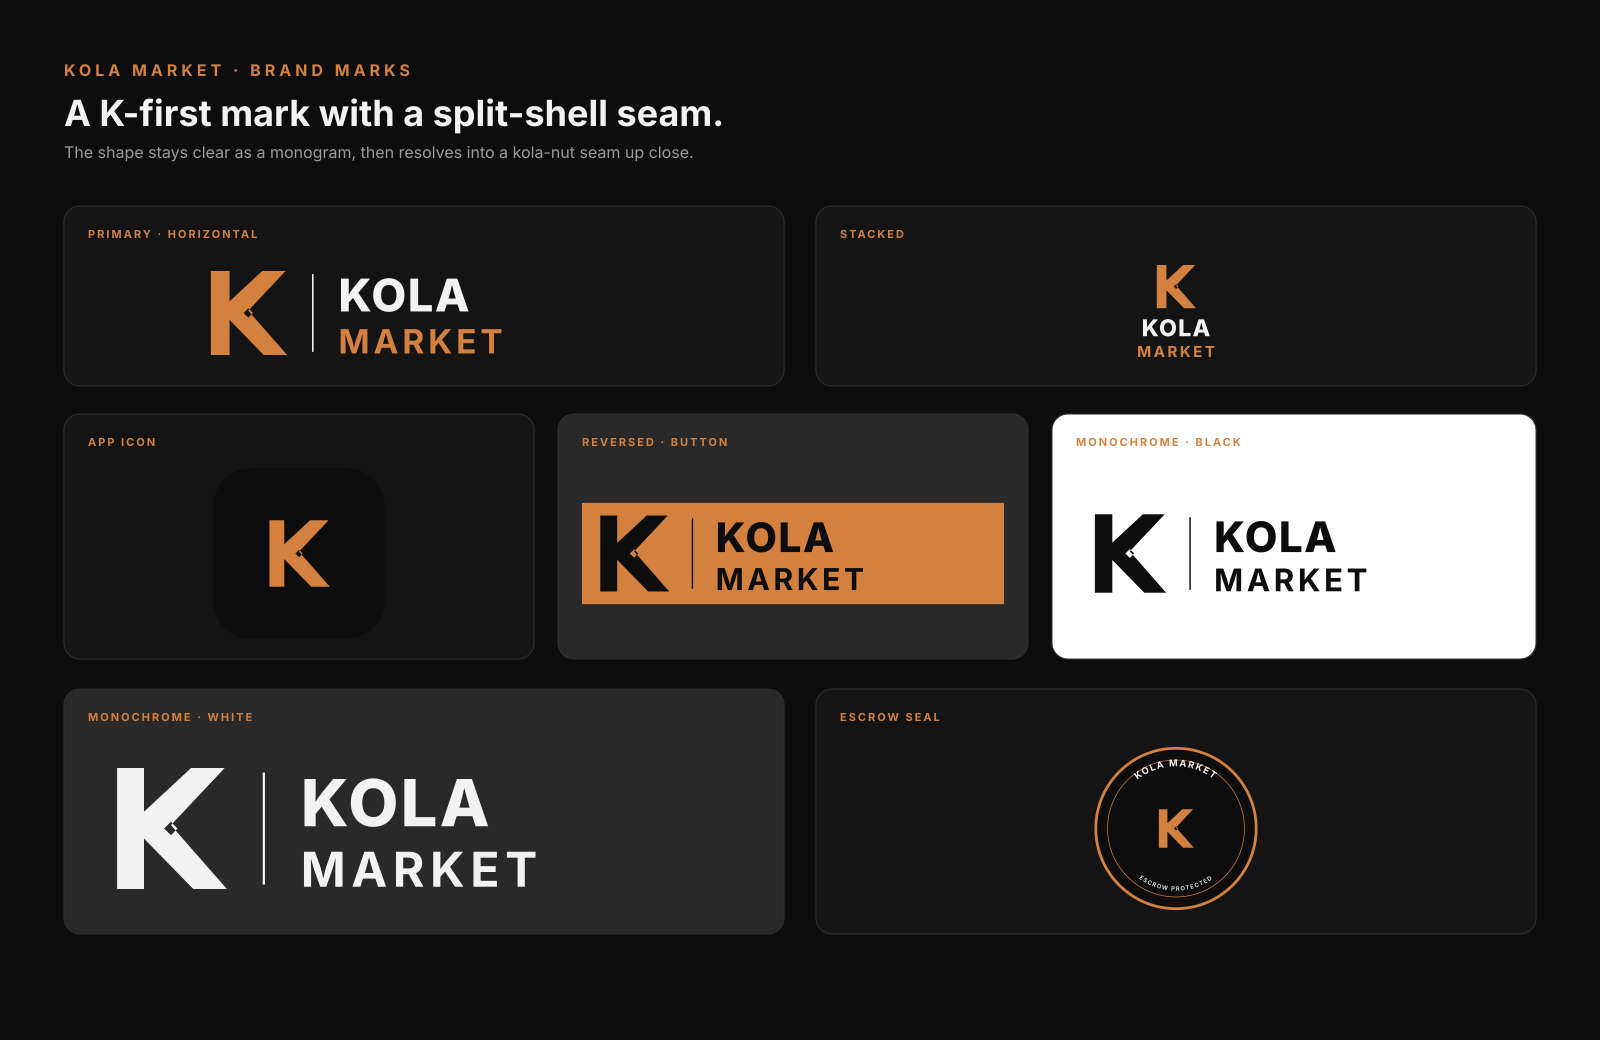 KOLA MARKET · BRAND MARKS
A K-first mark with a split-shell seam.
The shape stays clear as a monogram, then resolves into a kola-nut seam up close.
PRIMARY · HORIZONTAL
K
KOLA
MARKET
STACKED
K
KOLA
MARKET
APP ICON
K
REVERSED · BUTTON
K
KOLA
MARKET
MONOCHROME · BLACK
K
KOLA
MARKET
MONOCHROME · WHITE
K
KOLA
MARKET
ESCROW SEAL
KOLA MARKET
K
ESCROW PROTECTED